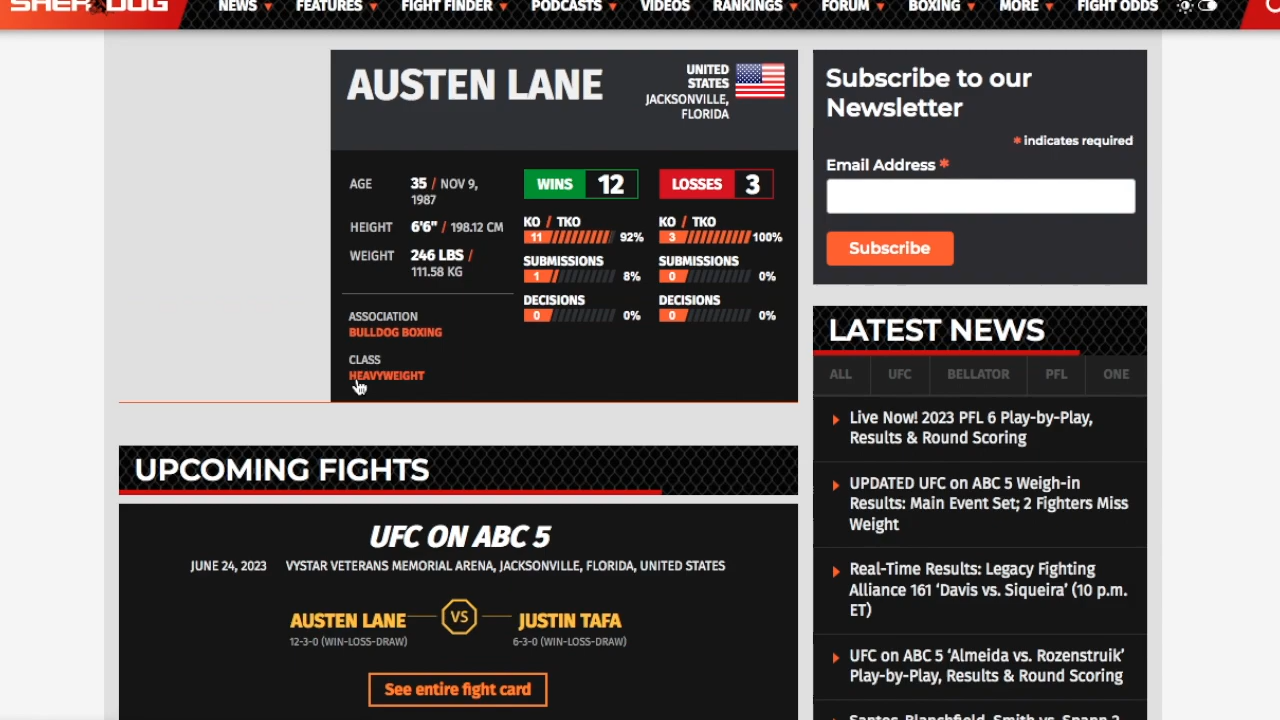 SHERDOG
NEWS FEATURES FIGHT FINDER PODCASTS VIDEOS RANKINGS FORUM BOXING MORE FIGHT ODDS
AUSTEN LANE
UNITED
STATES
JACKSONVILLE,
FLORIDA
AGE 35 / NOV 9,
1987
HEIGHT 6'6" / 198.12 CM
WEIGHT 246 LBS /
111.58 KG
ASSOCIATION
BULLDOG BOXING
CLASS
HEAVYWEIGHT
WINS 12
KO / TKO
11 92%
SUBMISSIONS
1 8%
DECISIONS
0 0%
LOSSES 3
KO / TKO
3 100%
SUBMISSIONS
0 0%
DECISIONS
0 0%
UPCOMING FIGHTS
UFC ON ABC 5
JUNE 24, 2023 VYSTAR VETERANS MEMORIAL ARENA, JACKSONVILLE, FLORIDA, UNITED STATES
AUSTEN LANE VS JUSTIN TAFA
12-3-0 (WIN-LOSS-DRAW) 6-3-0 (WIN-LOSS-DRAW)
See entire fight card
Subscribe to our
Newsletter
* indicates required
Email Address *
Subscribe
LATEST NEWS
ALL UFC BELLATOR PFL ONE
Live Now! 2023 PFL 6 Play-by-Play,
Results & Round Scoring
UPDATED UFC on ABC 5 Weigh-in
Results: Main Event Set; 2 Fighters Miss
Weight
Real-Time Results: Legacy Fighting
Alliance 161 ‘Davis vs. Siqueira’ (10 p.m.
ET)
UFC on ABC 5 ‘Almeida vs. Rozenstruik’
Play-by-Play, Results & Round Scoring
Santos-Blanchfield, Smith vs. Spann 2